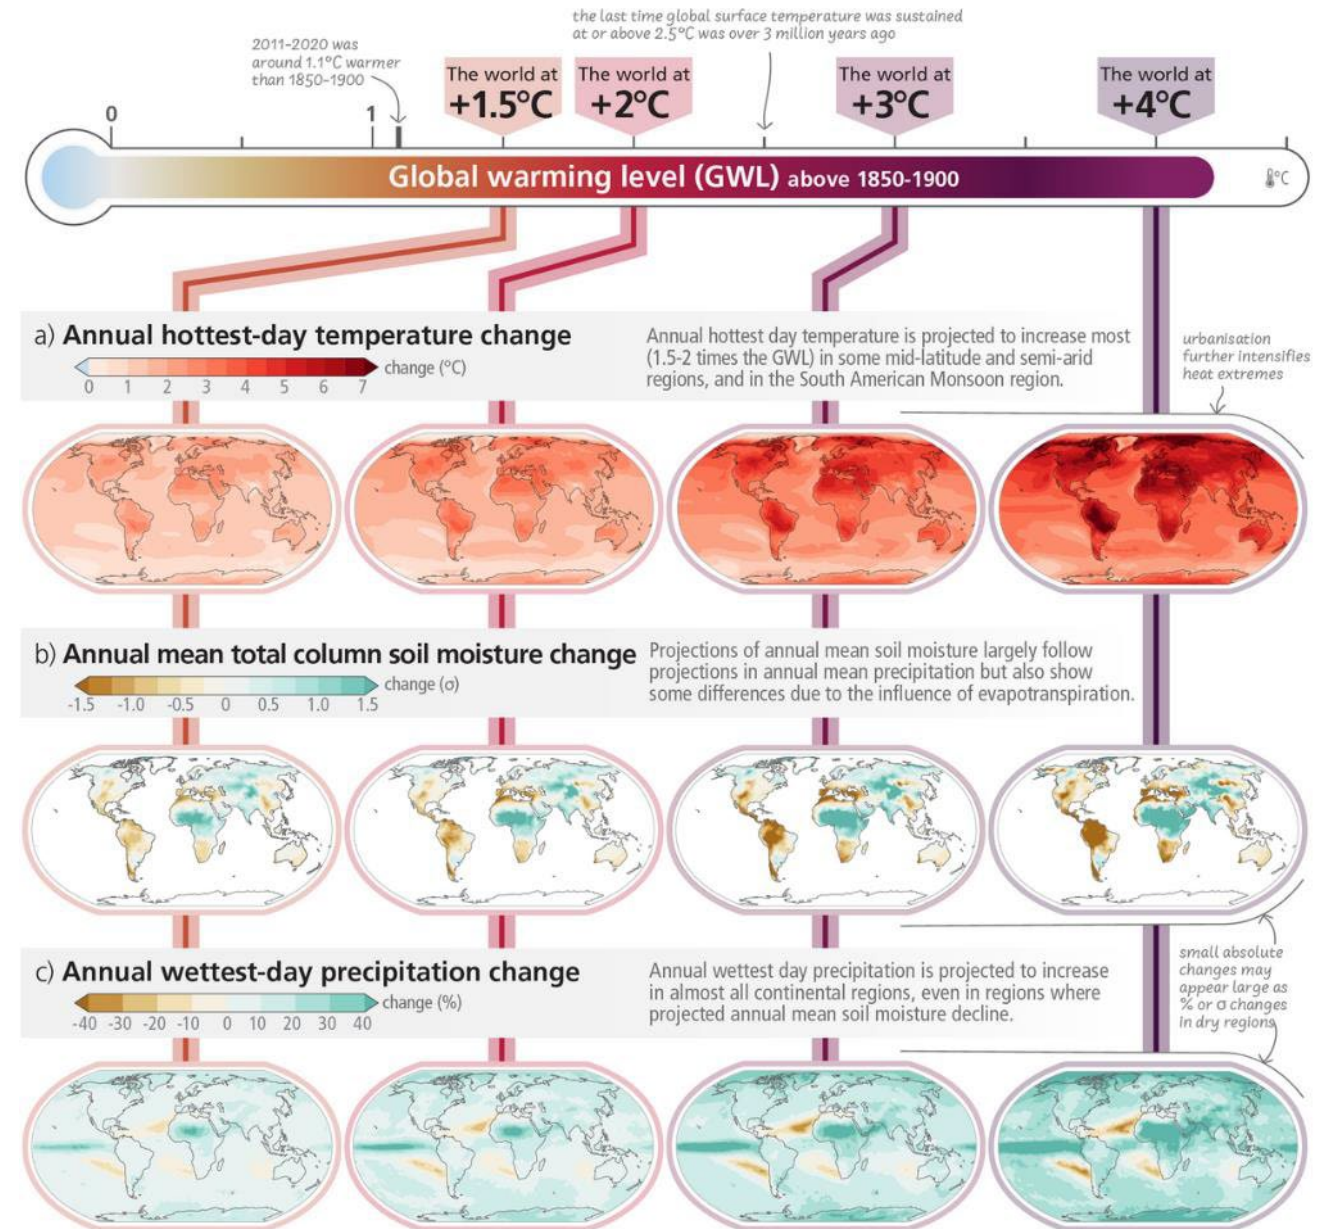 the last time global surface temperature was sustained
at or above 2.5°C was over 3 million years ago
2011-2020 was
around 1.1°C warmer
than 1850-1900
The world at
+1.5°C
The world at
+2°C
The world at
+3°C
The world at
+4°C
0
1
Global warming level (GWL) above 1850-1900
°C
a) Annual hottest-day temperature change
0 1 2 3 4 5 6 7
change (°C)
Annual hottest day temperature is projected to increase most
(1.5-2 times the GWL) in some mid-latitude and semi-arid
regions, and in the South American Monsoon region.
urbanisation
further intensifies
heat extremes
b) Annual mean total column soil moisture change
-1.5 -1.0 -0.5 0 0.5 1.0 1.5
change (σ)
Projections of annual mean soil moisture largely follow
projections in annual mean precipitation but also show
some differences due to the influence of evapotranspiration.
c) Annual wettest-day precipitation change
-40 -30 -20 -10 0 10 20 30 40
change (%)
Annual wettest day precipitation is projected to increase
in almost all continental regions, even in regions where
projected annual mean soil moisture decline.
small absolute
changes may
appear large as
% or σ changes
in dry regions